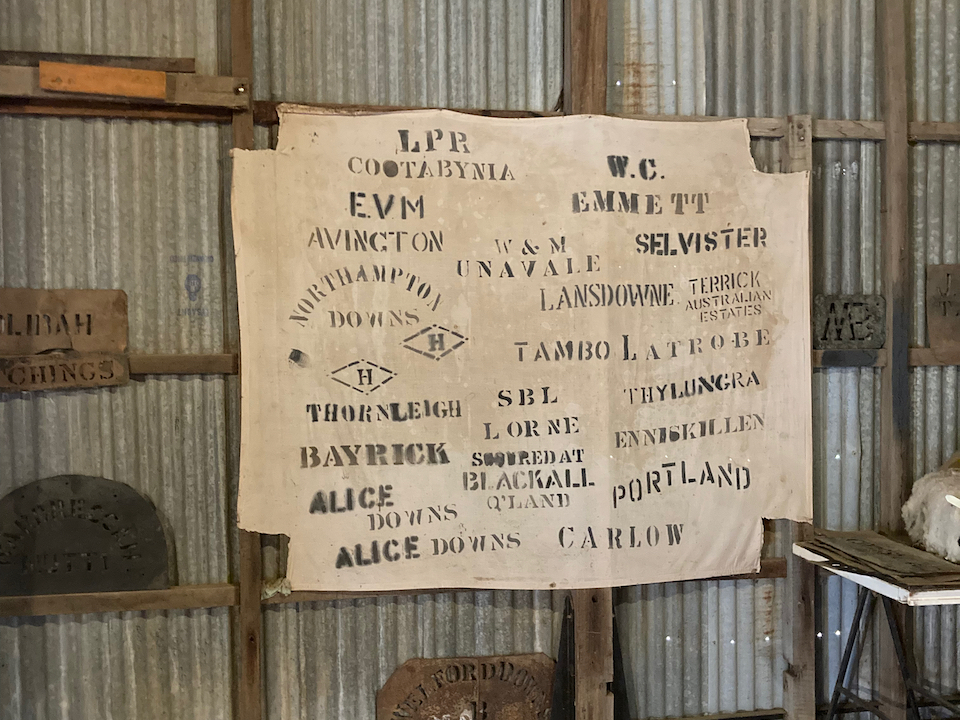 LPR
COOTABYNIA
W.C.
EMMETT
EVM
AVINGTON
W & M
UNAVALE
SELVISTER
NORTHAMPTON
DOWNS
H
LANSDOWNE
TERRICK
AUSTRALIAN
ESTATES
TAMBO LATROBE
H
THORNLEIGH
SBL
LORNE
THYLUNGRA
BAYRICK
SCOURED AT
BLACKALL
Q'LAND
ENNISKILLEN
ALICE
DOWNS
PORTLAND
ALICE DOWNS
CARLOW
CHINGS